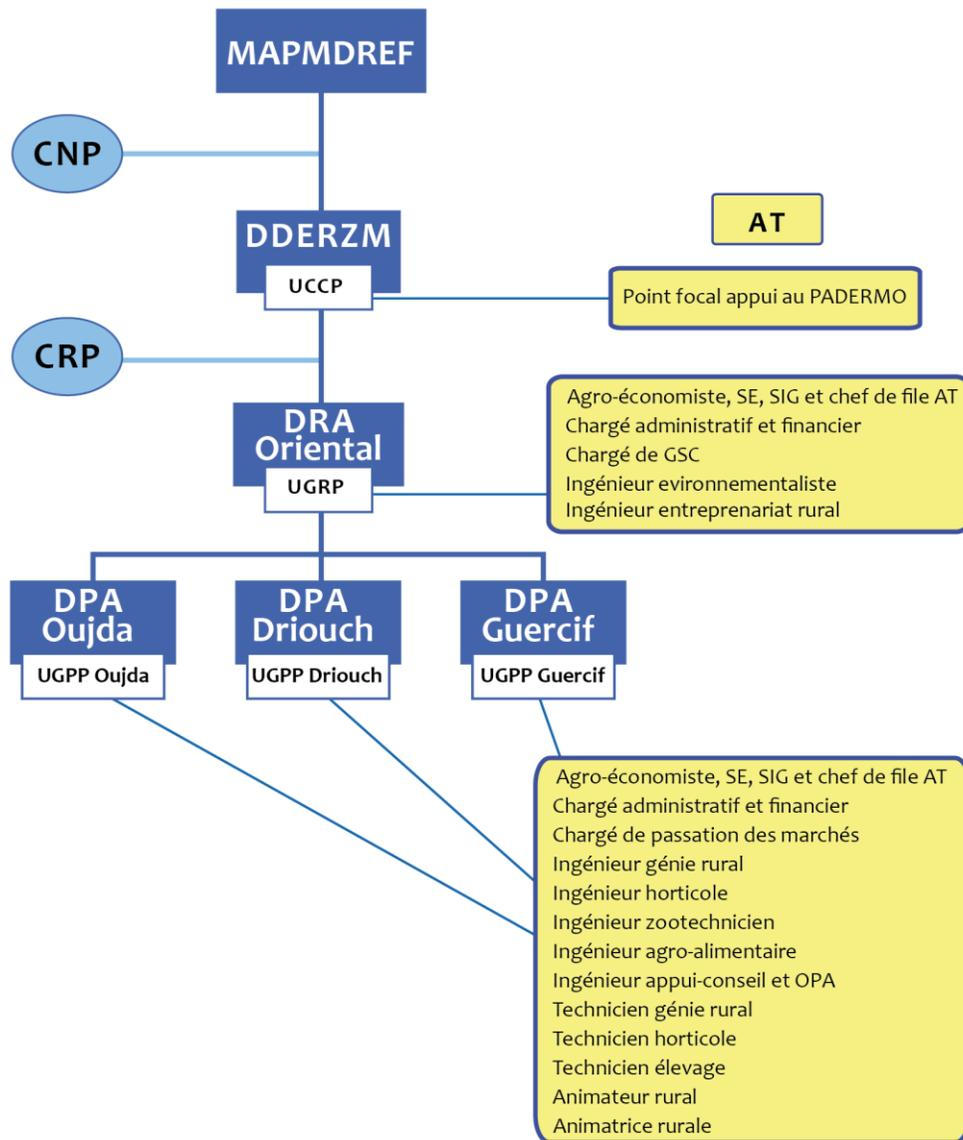 MAPMDREF
CNP
DDERZM
UCCP
AT
Point focal appui au PADERMO
CRP
DRA
Oriental
UGRP
Agro-économiste, SE, SIG et chef de file AT
Chargé administratif et financier
Chargé de GSC
Ingénieur evironnementaliste
Ingénieur entreprenariat rural
DPA
Oujda
UGPP Oujda
DPA
Driouch
UGPP Driouch
DPA
Guercif
UGPP Guercif
Agro-économiste, SE, SIG et chef de file AT
Chargé administratif et financier
Chargé de passation des marchés
Ingénieur génie rural
Ingénieur horticole
Ingénieur zootechnicien
Ingénieur agro-alimentaire
Ingénieur appui-conseil et OPA
Technicien génie rural
Technicien horticole
Technicien élevage
Animateur rural
Animatrice rurale